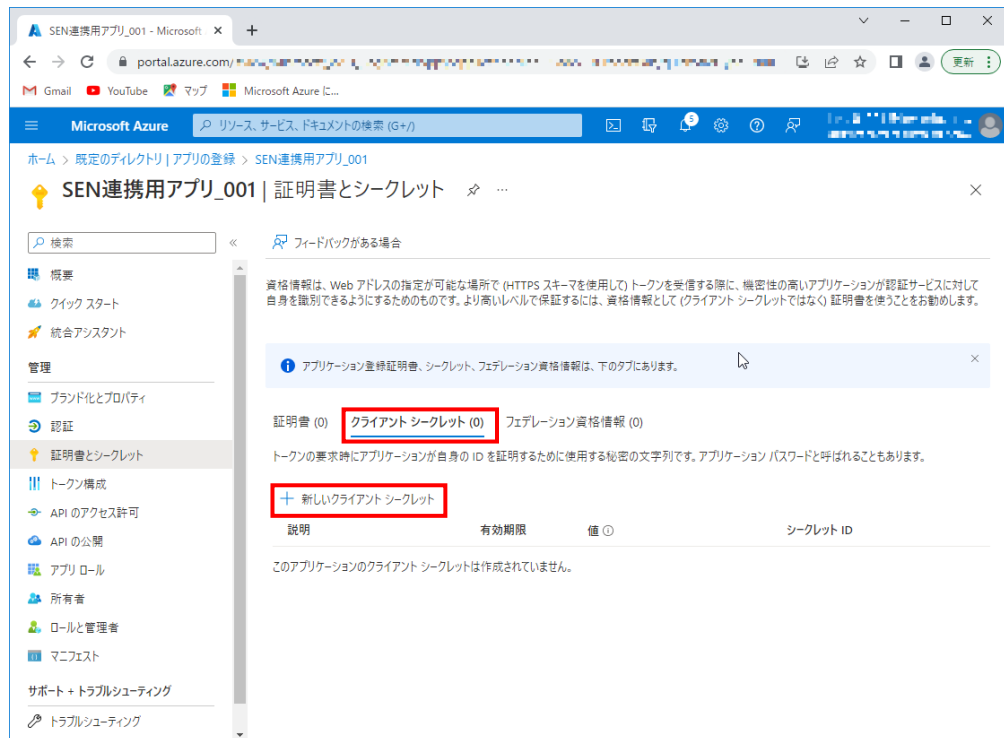 SEN連携用アプリ_001 - Microsoft
portal.azure.com/
更新
Gmail YouTube マップ Microsoft Azure に...
Microsoft Azure リソース、サービス、ドキュメントの検索 (G+/) 5
ホーム > 既定のディレクトリ | アプリの登録 > SEN連携用アプリ_001
SEN連携用アプリ_001 | 証明書とシークレット
検索
フィードバックがある場合
概要
クイック スタート
統合アシスタント
管理
ブランド化とプロパティ
認証
証明書とシークレット
トークン構成
API のアクセス許可
API の公開
アプリ ロール
所有者
ロールと管理者
マニフェスト
サポート + トラブルシューティング
トラブルシューティング
資格情報は、Web アドレスの指定が可能な場所で (HTTPS スキーマを使用して) トークンを受信する際に、機密性の高いアプリケーションが認証サービスに対して
自身を識別できるようにするためのものです。より高いレベルで保証するには、資格情報として (クライアント シークレットではなく) 証明書を使うことをお勧めします。
アプリケーション登録証明書、シークレット、フェデレーション資格情報は、下のタブにあります。
証明書 (0) クライアント シークレット (0) フェデレーション資格情報 (0)
トークンの要求時にアプリケーションが自身の ID を証明するために使用する秘密の文字列です。アプリケーション パスワードと呼ばれることもあります。
新しいクライアント シークレット
説明 有効期限 値 シークレット ID
このアプリケーションのクライアント シークレットは作成されていません。